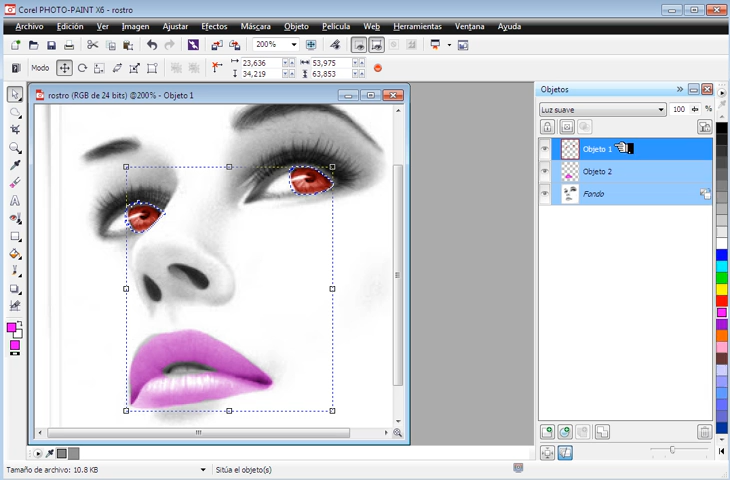 Corel PHOTO-PAINT X6 - rostro
Archivo Edición Ver Imagen Ajustar Efectos Máscara Objeto Película Web Herramientas Ventana Ayuda
200%
Modo 23,636 53,975
34,219 63,853
rostro (RGB de 24 bits) @200% - Objeto 1
Objetos
Luz suave 100 %
Objeto 1
Objeto 2
Fondo
Tamaño de archivo: 10.8 KB Sitúa el objeto(s)